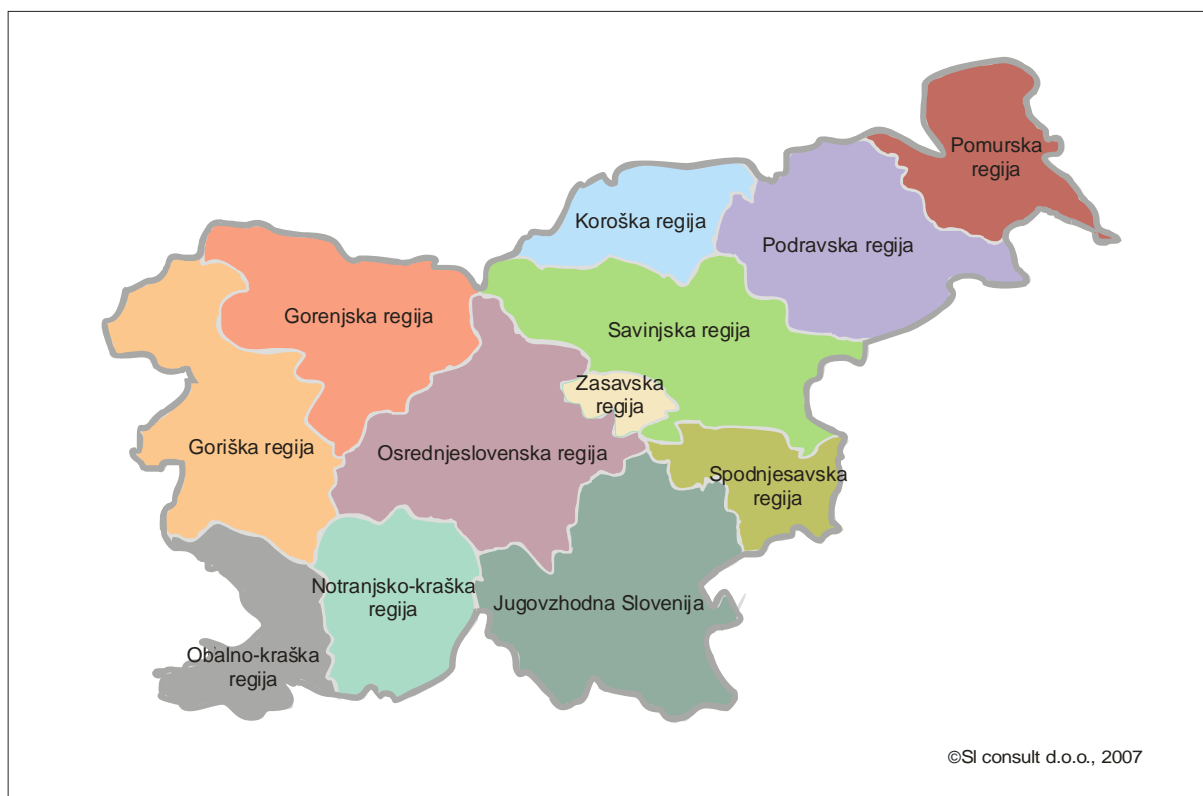 Pomurska
regija
Koroška regija
Podravska regija
Gorenjska regija
Savinjska regija
Zasavska
regija
Goriška regija
Osrednjeslovenska regija
Spodnjesavska
regija
Notranjsko-kraška
regija
Jugovzhodna Slovenija
Obalno-kraška
regija
©SI consult d.o.o., 2007